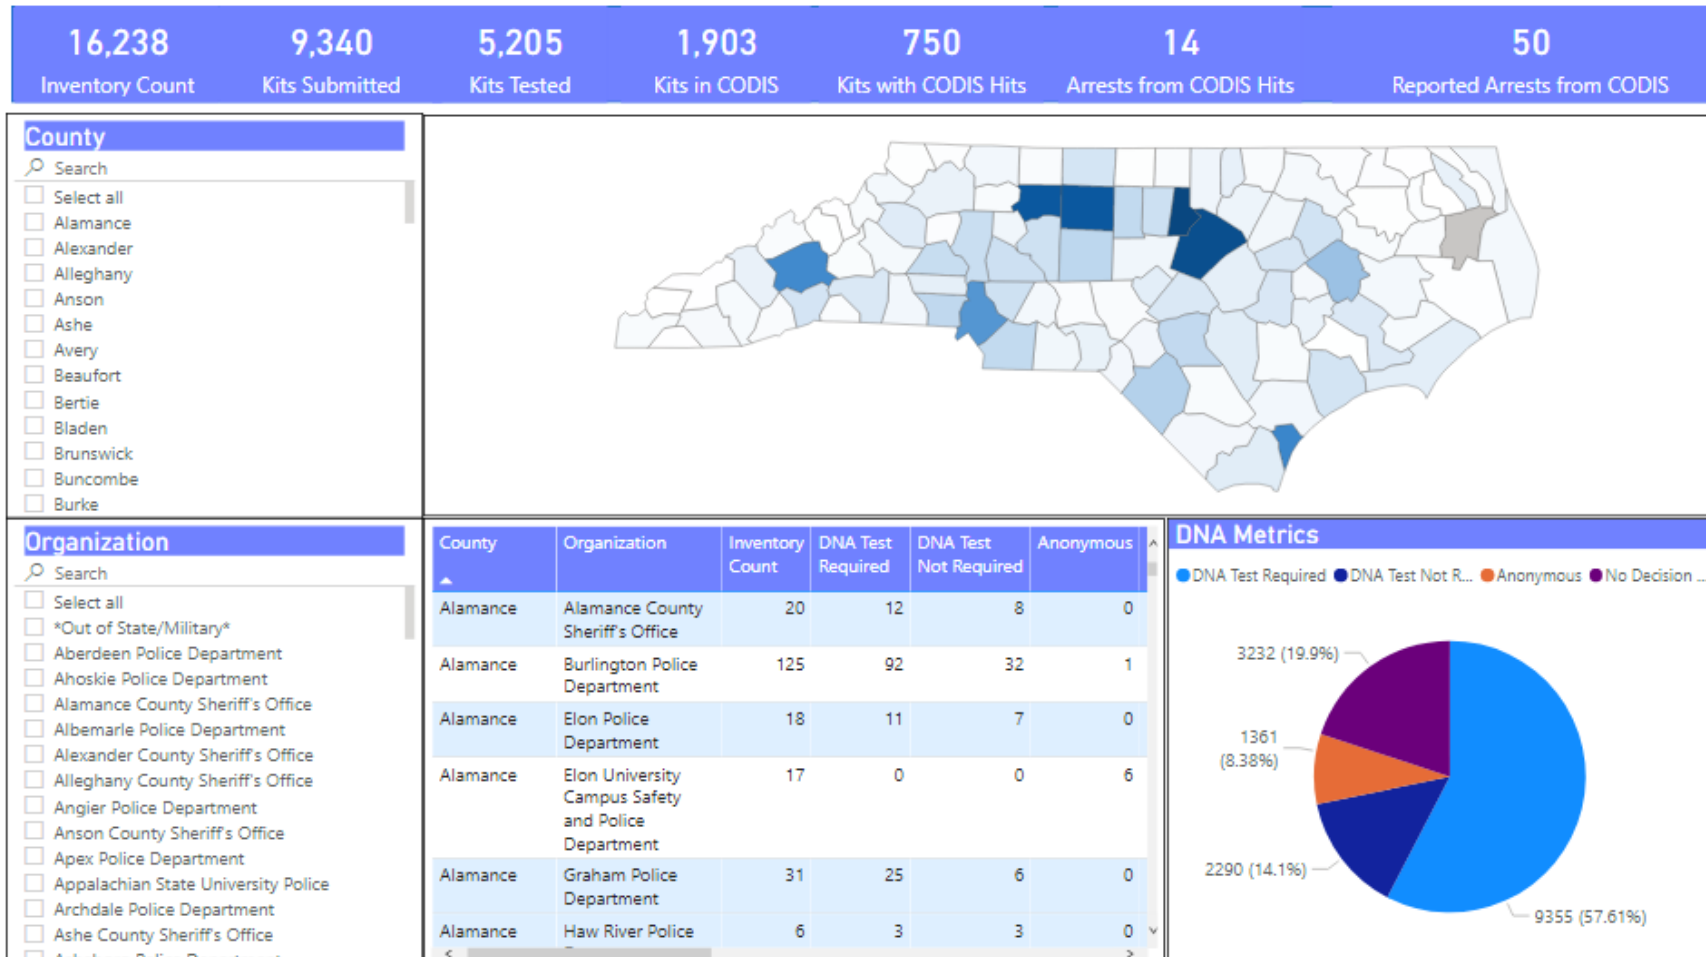 16,238
Inventory Count
9,340
Kits Submitted
5,205
Kits Tested
1,903
Kits in CODIS
750
Kits with CODIS Hits
14
Arrests from CODIS Hits
50
Reported Arrests from CODIS
County
Search
Select all
Alamance
Alexander
Alleghany
Anson
Ashe
Avery
Beaufort
Bertie
Bladen
Brunswick
Buncombe
Burke
Organization
Search
Select all
*Out of State/Military*
Aberdeen Police Department
Ahoskie Police Department
Alamance County Sheriff's Office
Albemarle Police Department
Alexander County Sheriff's Office
Alleghany County Sheriff's Office
Angier Police Department
Anson County Sheriff's Office
Apex Police Department
Appalachian State University Police
Archdale Police Department
Ashe County Sheriff's Office
County Organization Inventory DNA Test DNA Test Anonymous
Count Required Not Required
Alamance Alamance County 20 12 8 0
Sheriff's Office
Alamance Burlington Police 125 92 32 1
Department
Alamance Elon Police 18 11 7 0
Department
Alamance Elon University 17 0 0 6
Campus Safety
and Police
Department
Alamance Graham Police 31 25 6 0
Department
Alamance Haw River Police 6 3 3 0
DNA Metrics
DNA Test Required DNA Test Not R... Anonymous No Decision ...
3232 (19.9%)
1361
(8.38%)
2290 (14.1%)
9355 (57.61%)